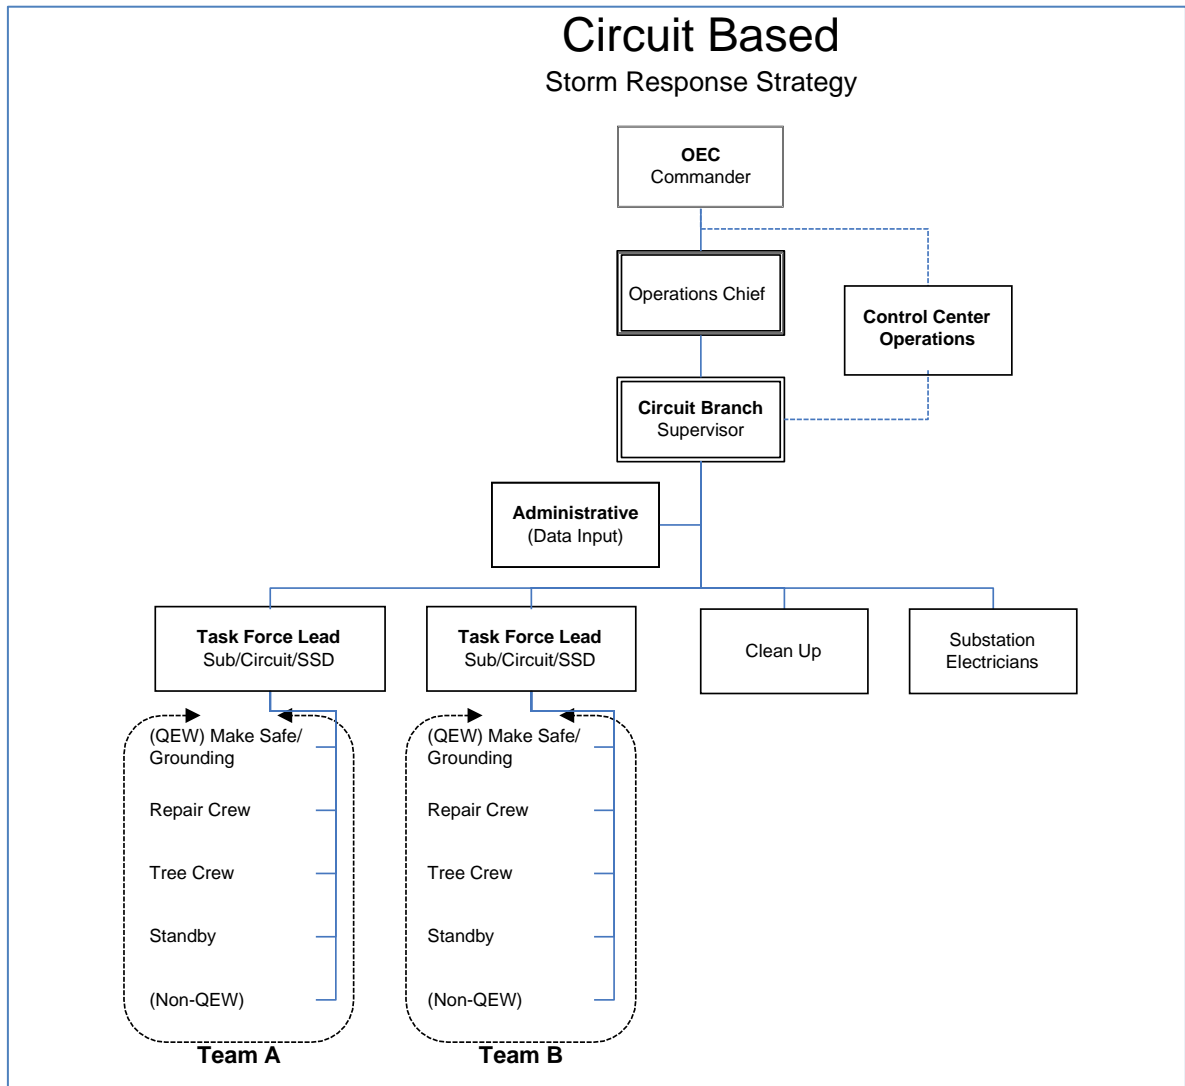 Circuit Based
Storm Response Strategy
OEC
Commander
Operations Chief
Control Center
Operations
Circuit Branch
Supervisor
Administrative
(Data Input)
Task Force Lead
Sub/Circuit/SSD
Task Force Lead
Sub/Circuit/SSD
Clean Up
Substation
Electricians
(QEW) Make Safe/
Grounding
Repair Crew
Tree Crew
Standby
(Non-QEW)
Team A
(QEW) Make Safe/
Grounding
Repair Crew
Tree Crew
Standby
(Non-QEW)
Team B